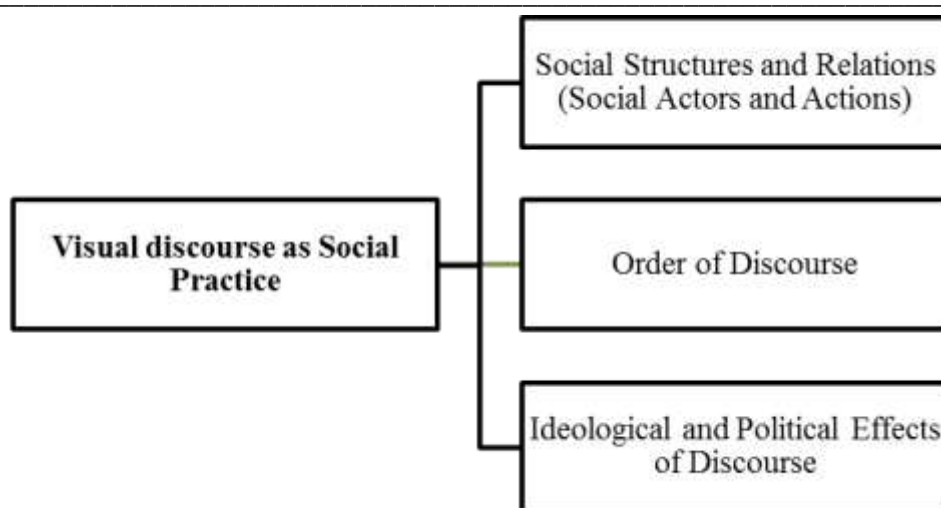 Social Structures and Relations
(Social Actors and Actions)
Visual discourse as Social
Practice
Order of Discourse
Ideological and Political Effects
of Discourse